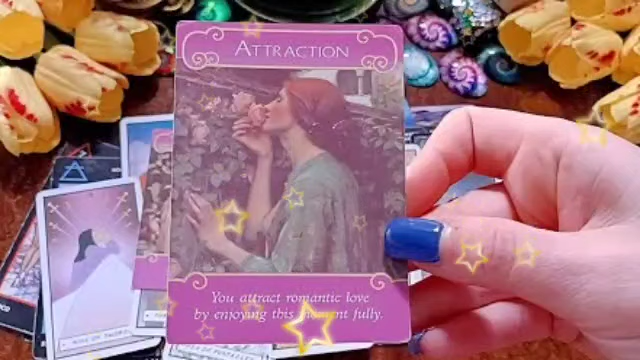 ATTRACTION
You attract romantic love
by enjoying this moment fully.